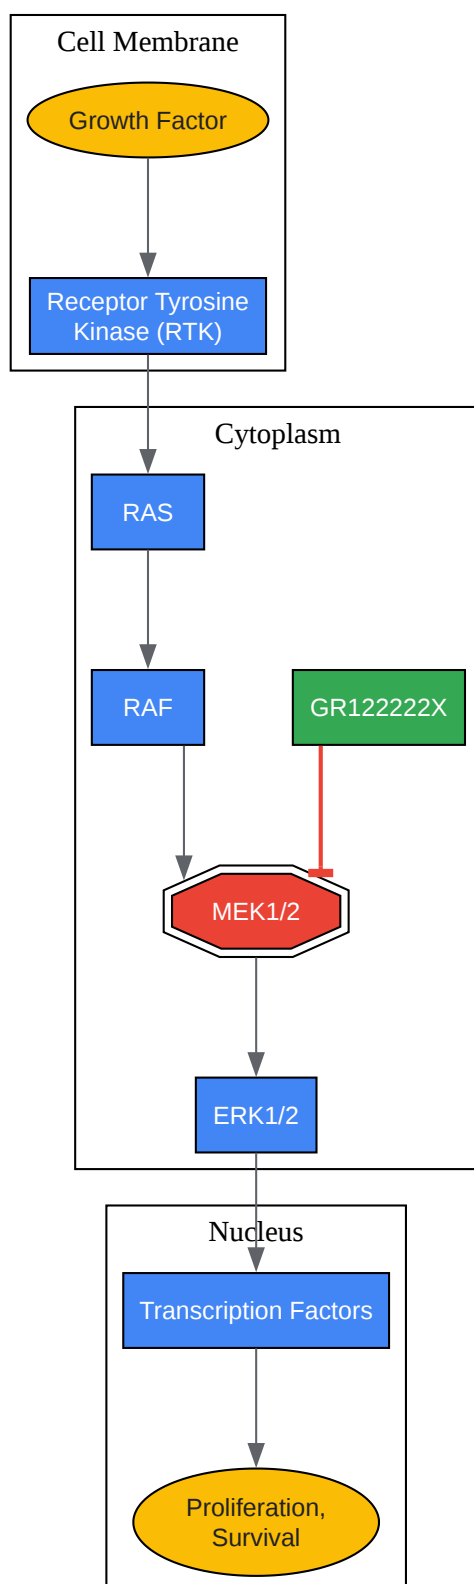 Cell Membrane
Growth Factor
Receptor Tyrosine
Kinase (RTK)
Cytoplasm
RAS
RAF
GR122222X
MEK1/2
ERK1/2
Nucleus
Transcription Factors
Proliferation,
Survival